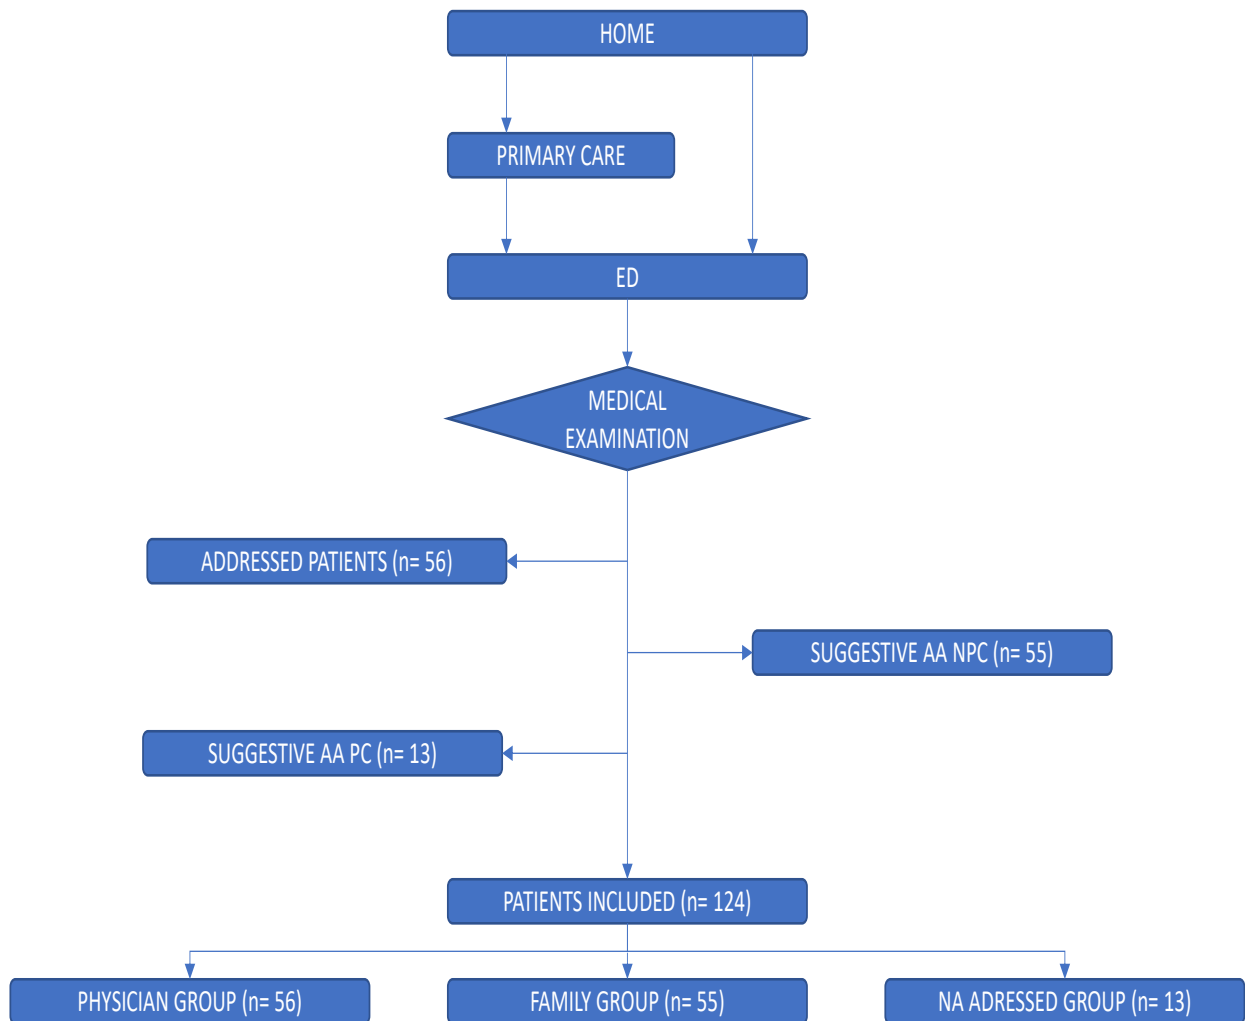 HOME
PRIMARY CARE
ED
MEDICAL
EXAMINATION
ADDRESSED PATIENTS (n= 56)
SUGGESTIVE AA NPC (n= 55)
SUGGESTIVE AA PC (n= 13)
PATIENTS INCLUDED (n= 124)
PHYSICIAN GROUP (n= 56)
FAMILY GROUP (n= 55)
NA ADRESSED GROUP (n= 13)